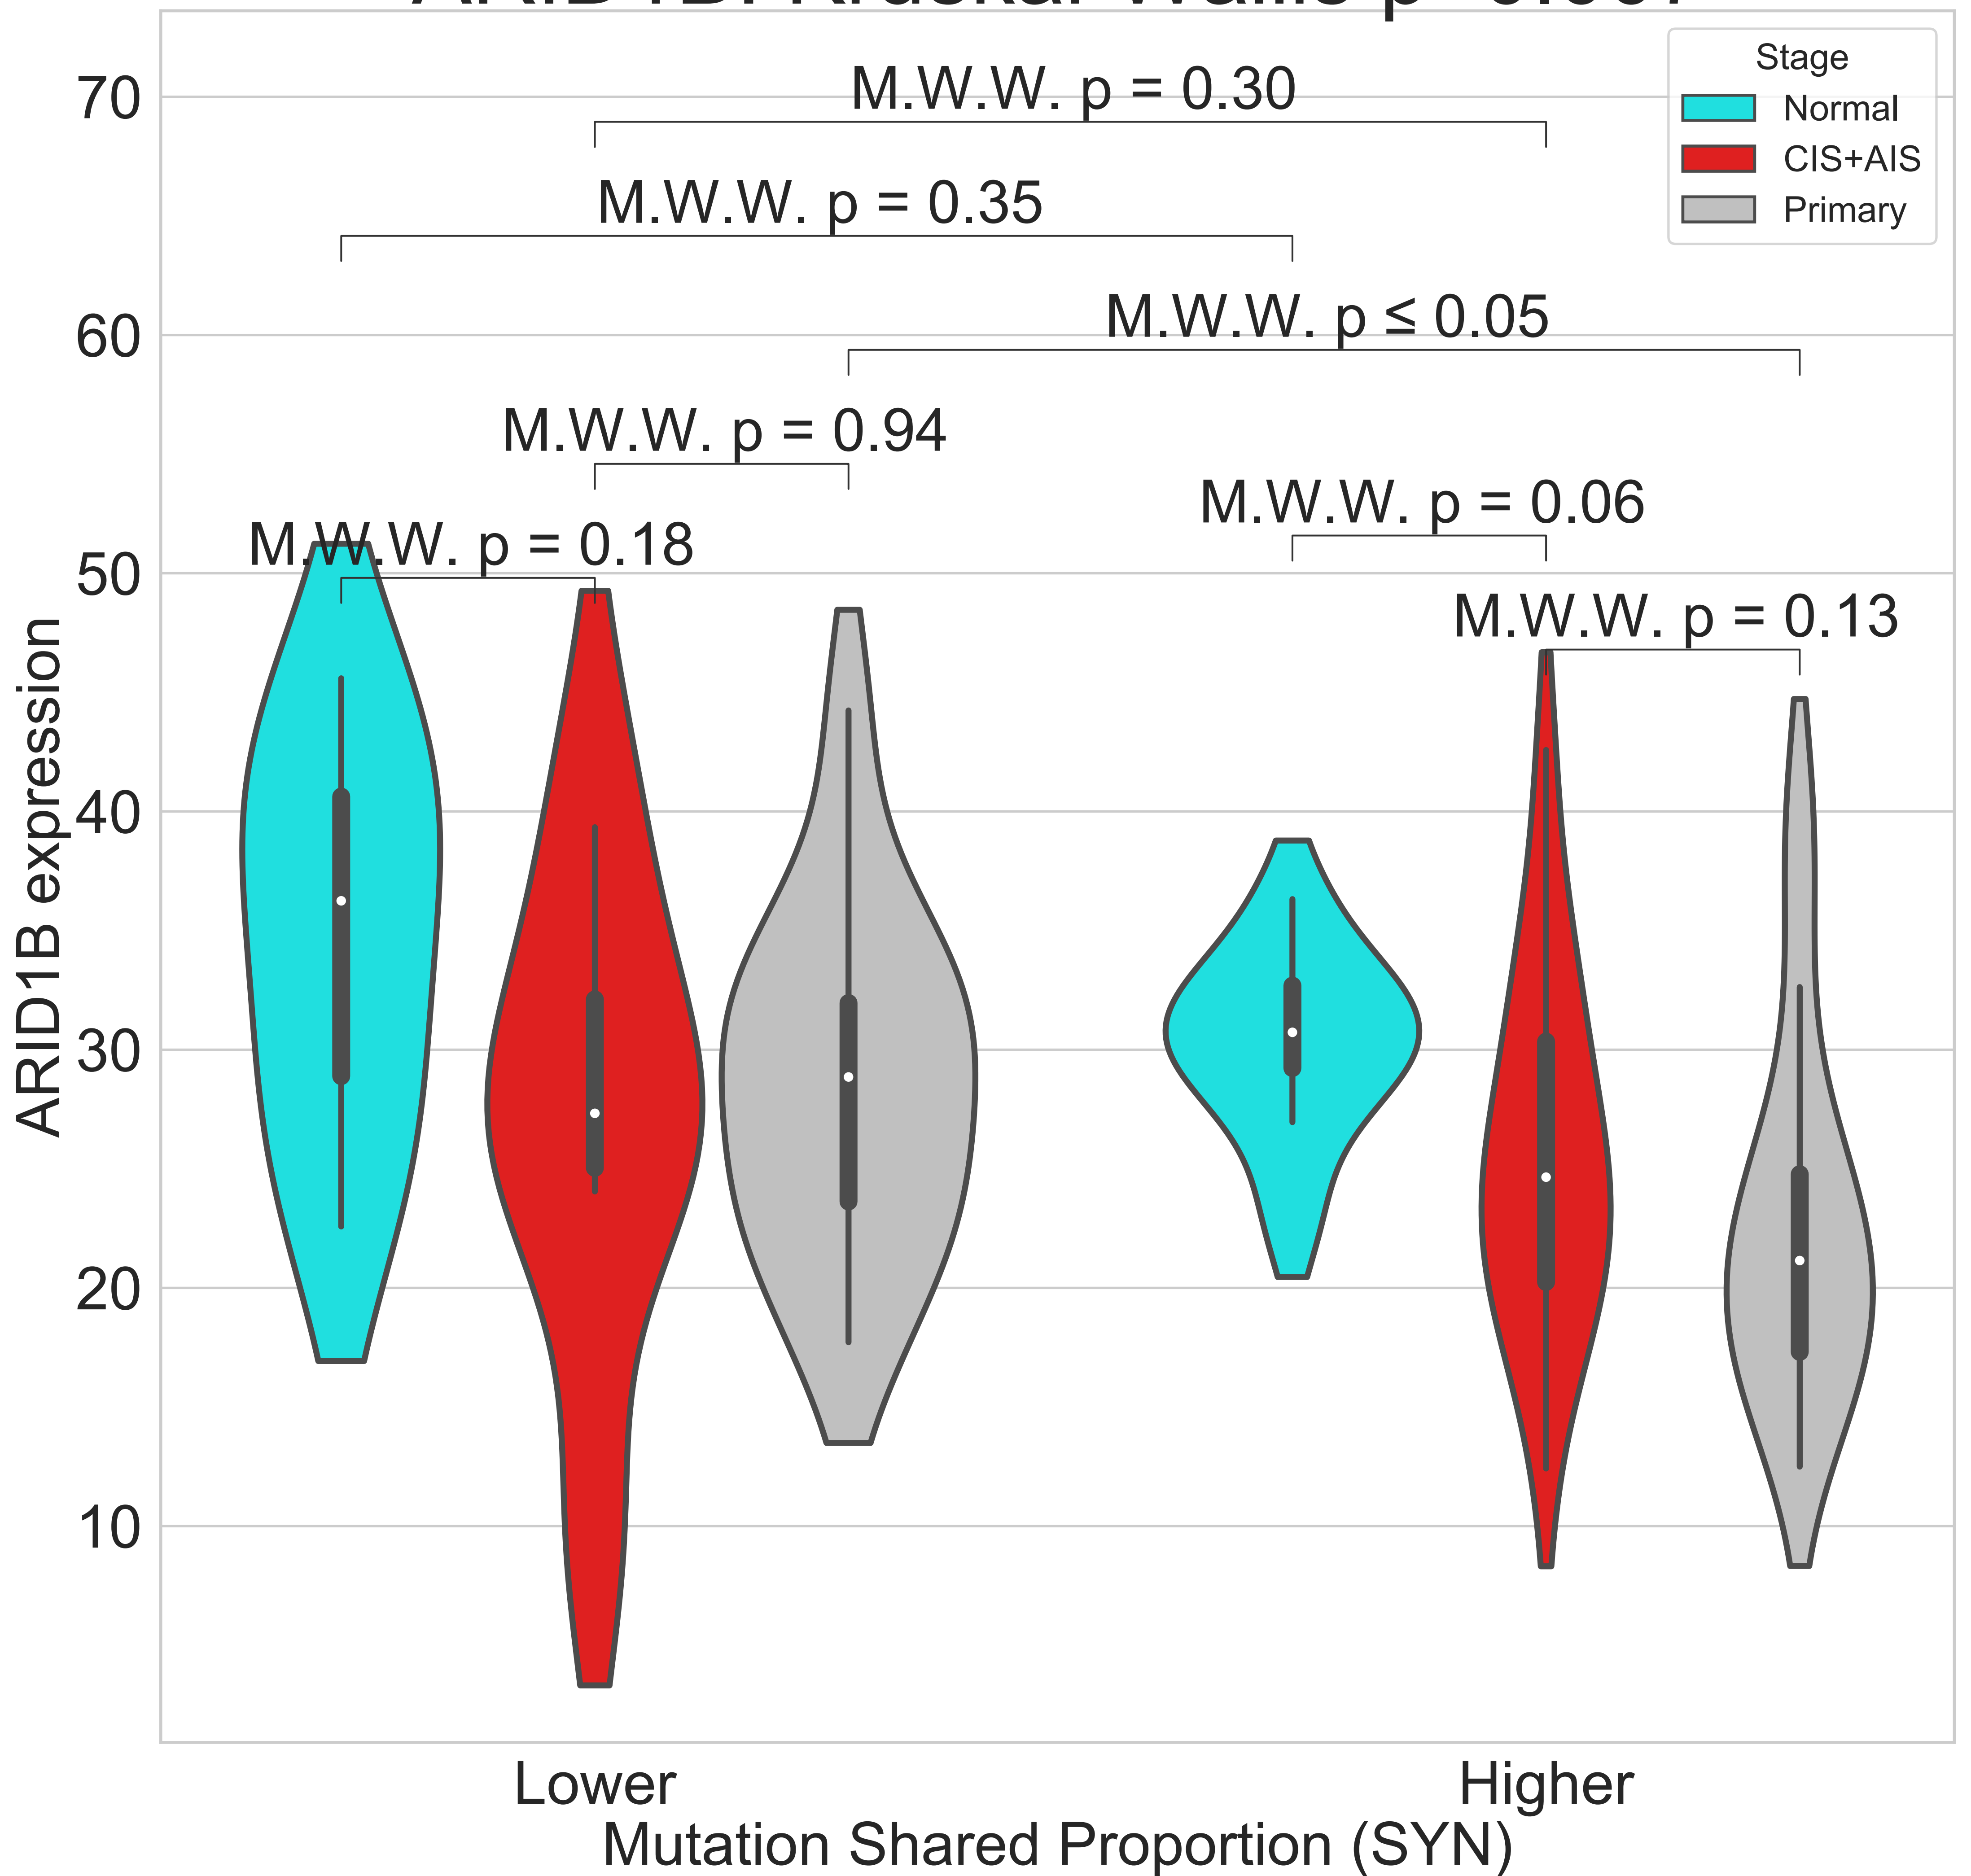 Stage
Normal
CIS+AIS
Primary
M.W.W. p = 0.30
M.W.W. p = 0.35
M.W.W. p ≤ 0.05
M.W.W. p = 0.94
M.W.W. p = 0.06
M.W.W. p = 0.18
M.W.W. p = 0.13
70
60
50
40
30
20
10
ARID1B expression
Lower
Higher
Mutation Shared Proportion (SYN)